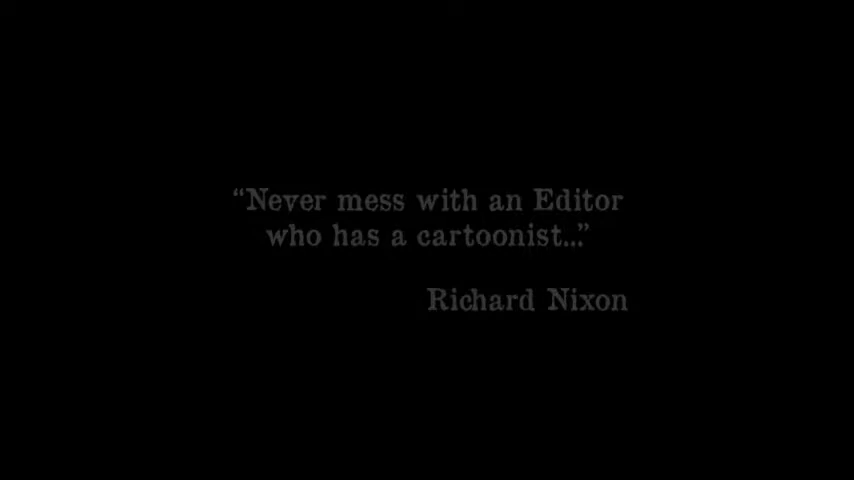 “Never mess with an Editor
who has a cartoonist...”
Richard Nixon